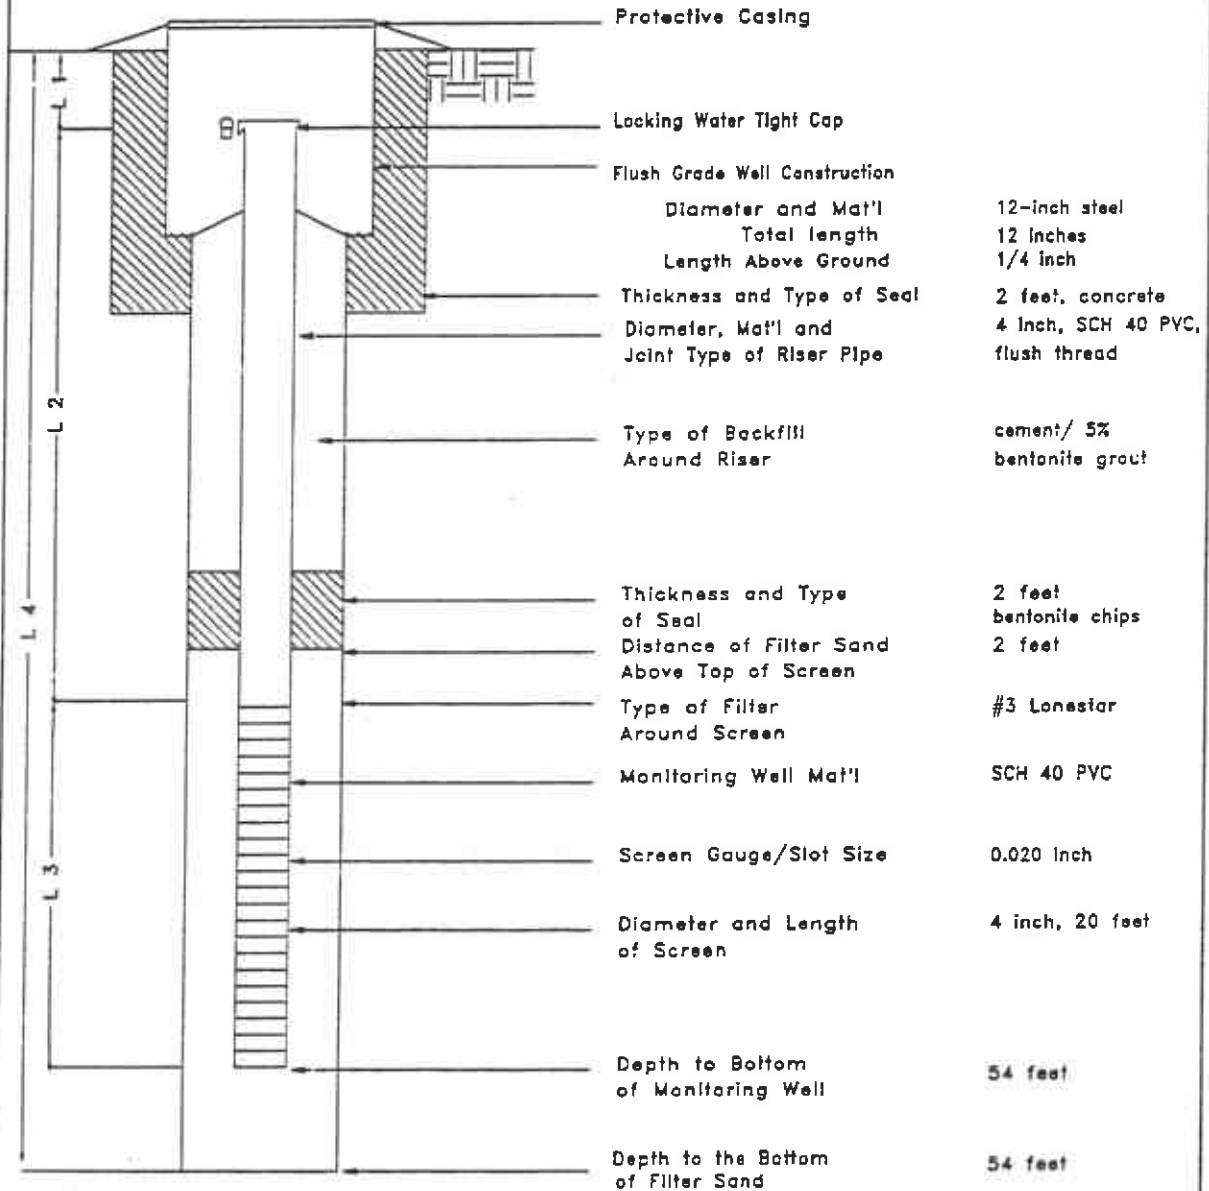 Protective Casing
L 1
Locking Water Tight Cap
Flush Grade Well Construction
Diameter and Mat'l 12-inch steel
Total length 12 inches
Length Above Ground 1/4 inch
Thickness and Type of Seal 2 feet, concrete
Diameter, Mat'l and 4 inch, SCH 40 PVC,
Joint Type of Riser Pipe flush thread
L 2
Type of Backfill cement/ 5%
Around Riser bentonite grout
L 4
Thickness and Type 2 feet
of Seal bentonite chips
Distance of Filter Sand 2 feet
Above Top of Screen
Type of Filter #3 Lonestar
Around Screen
Monitoring Well Mat'l SCH 40 PVC
L 3
Screen Gauge/Slot Size 0.020 inch
Diameter and Length 4 inch, 20 feet
of Screen
Depth to Bottom 54 feet
of Monitoring Well
Depth to the Bottom 54 feet
of Filter Sand